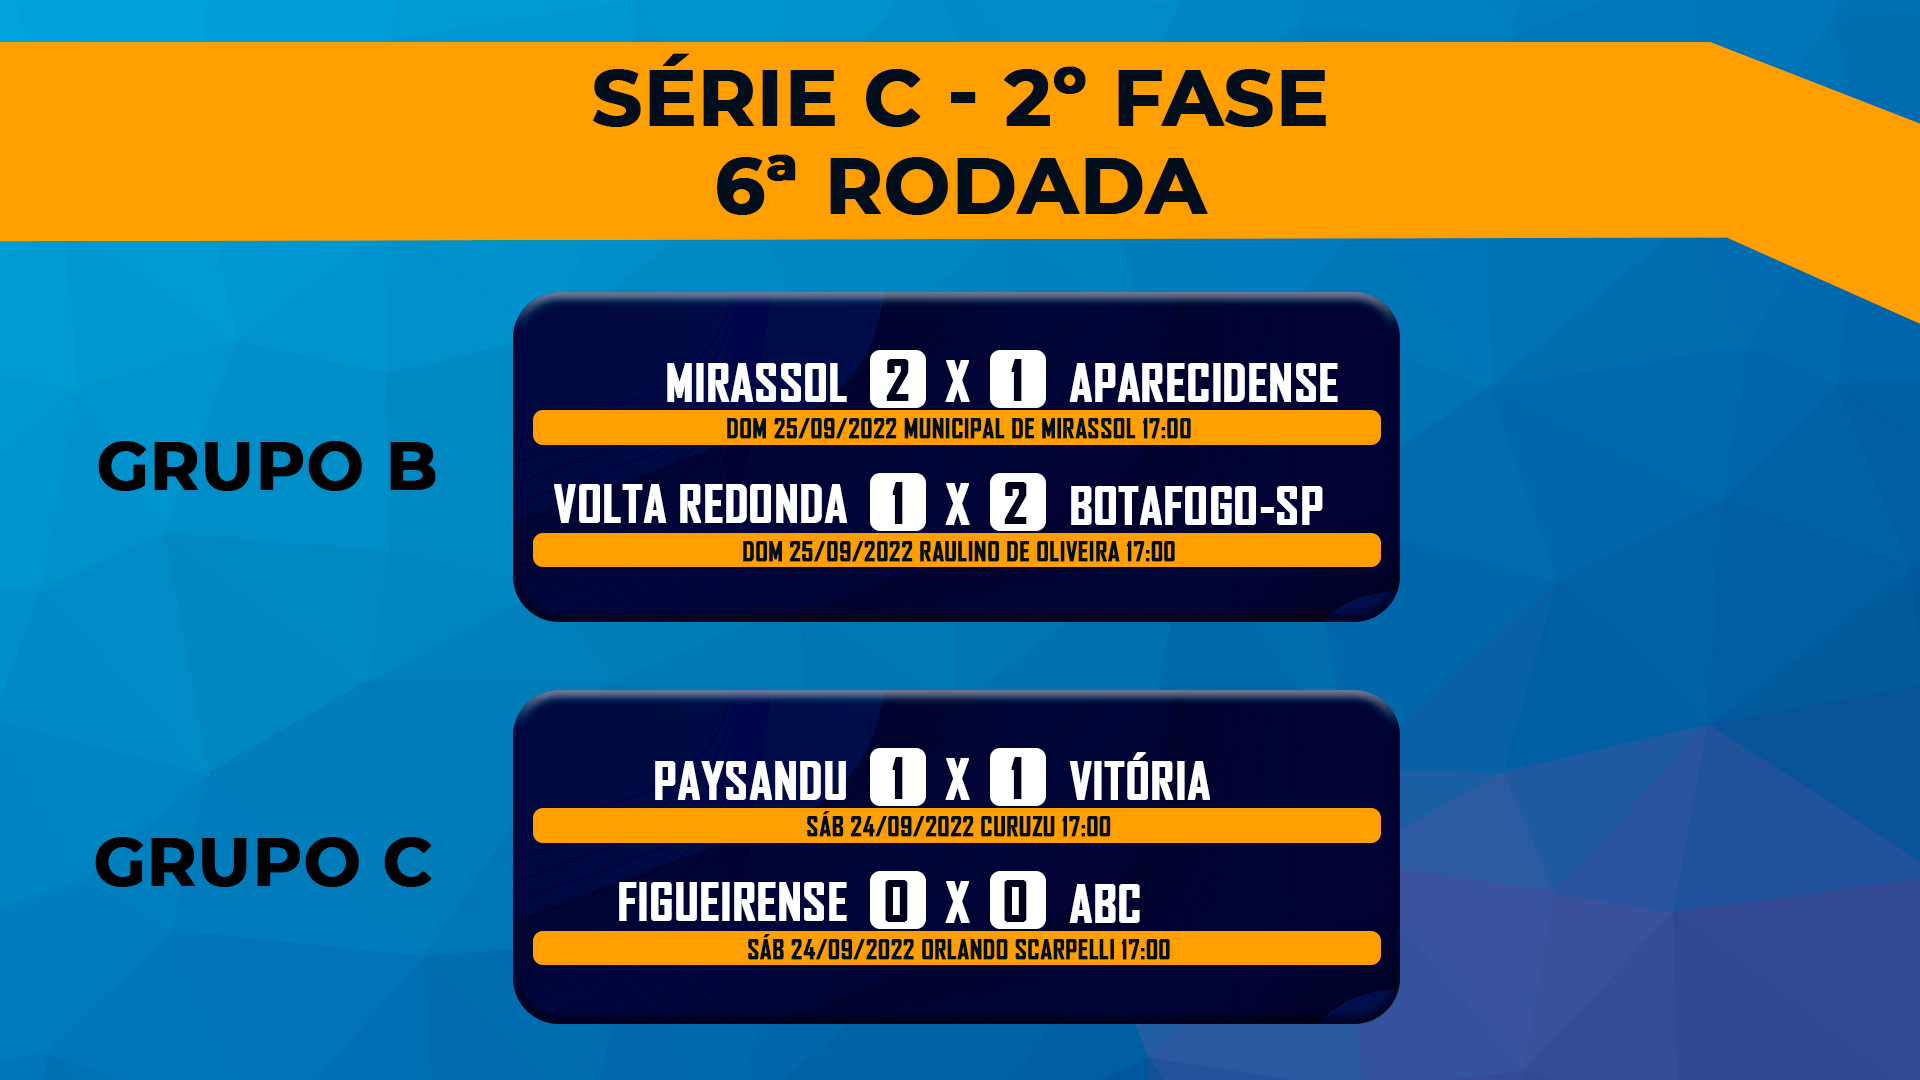 SÉRIE C - 2º FASE
6ª RODADA
GRUPO B
MIRASSOL 2 X 1 APARECIDENSE
DOM 25/09/2022 MUNICIPAL DE MIRASSOL 17:00
VOLTA REDONDA 1 X 2 BOTAFOGO-SP
DOM 25/09/2022 RAULINO DE OLIVEIRA 17:00
GRUPO C
PAYSANDU 1 X 1 VITÓRIA
SÁB 24/09/2022 CURUZU 17:00
FIGUEIRENSE 0 X 0 ABC
SÁB 24/09/2022 ORLANDO SCARPELLI 17:00